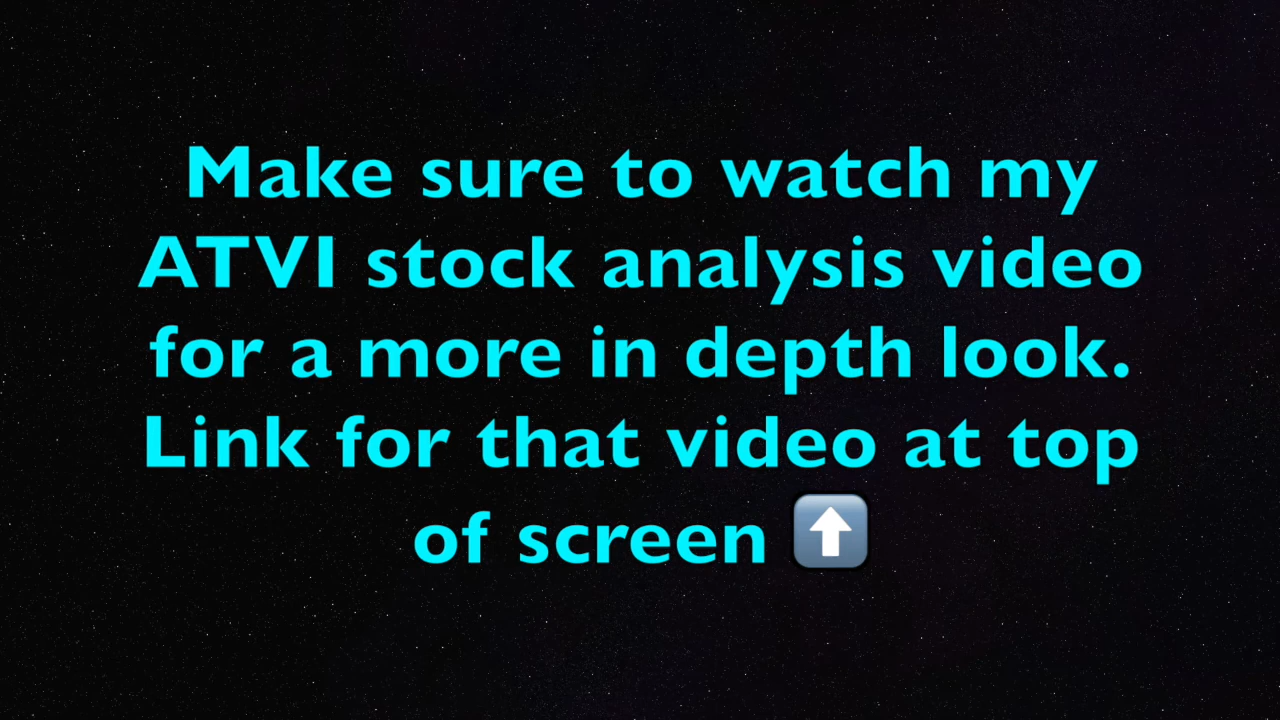 Make sure to watch my
ATVI stock analysis video
for a more in depth look.
Link for that video at top
of screen ⬆️